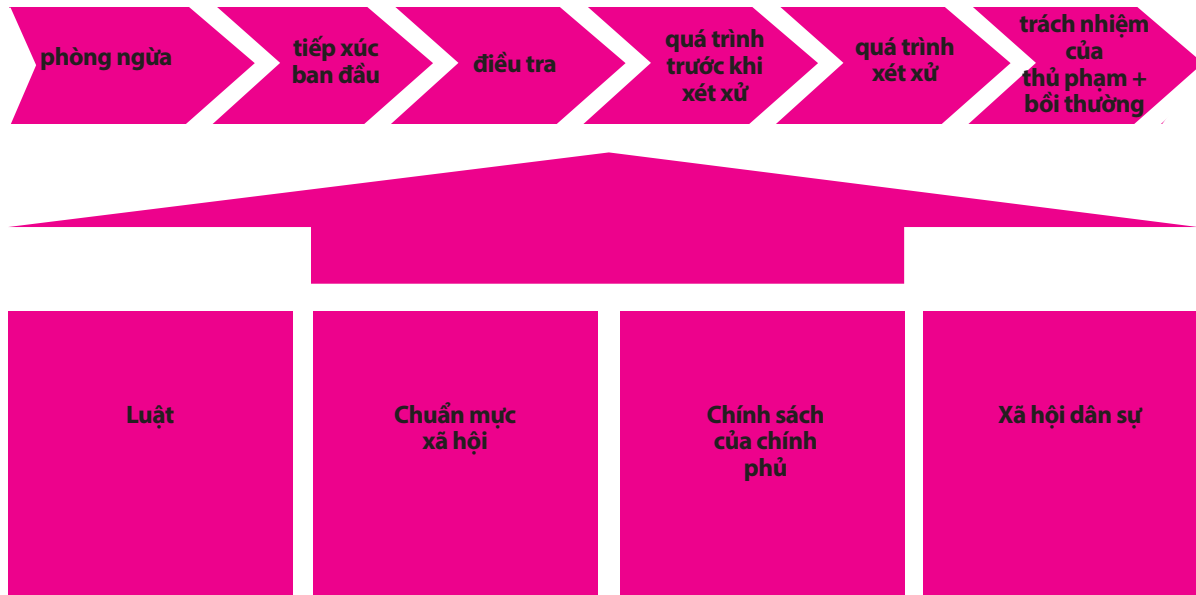 phòng ngừa
tiếp xúc
ban đầu
điều tra
quá trình
trước khi
xét xử
quá trình
xét xử
trách nhiệm
của
thủ phạm +
bồi thường
Luật
Chuẩn mực
xã hội
Chính sách
của chính
phủ
Xã hội dân sự